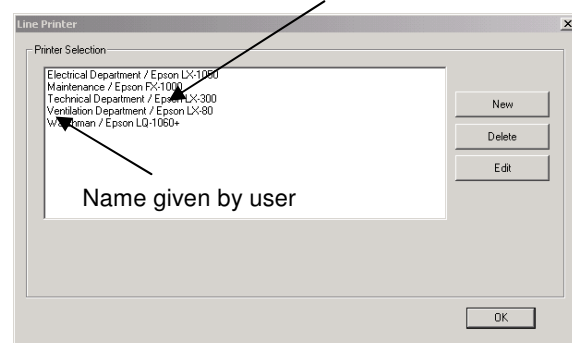 Line Printer
Printer Selection
Electrical Department / Epson LX-1050
Maintenance / Epson FX-1000
Technical Department / Epson LX-300
Ventilation Department / Epson LX-80
Watchman / Epson LQ-1060+
New
Delete
Edit
Name given by user
OK